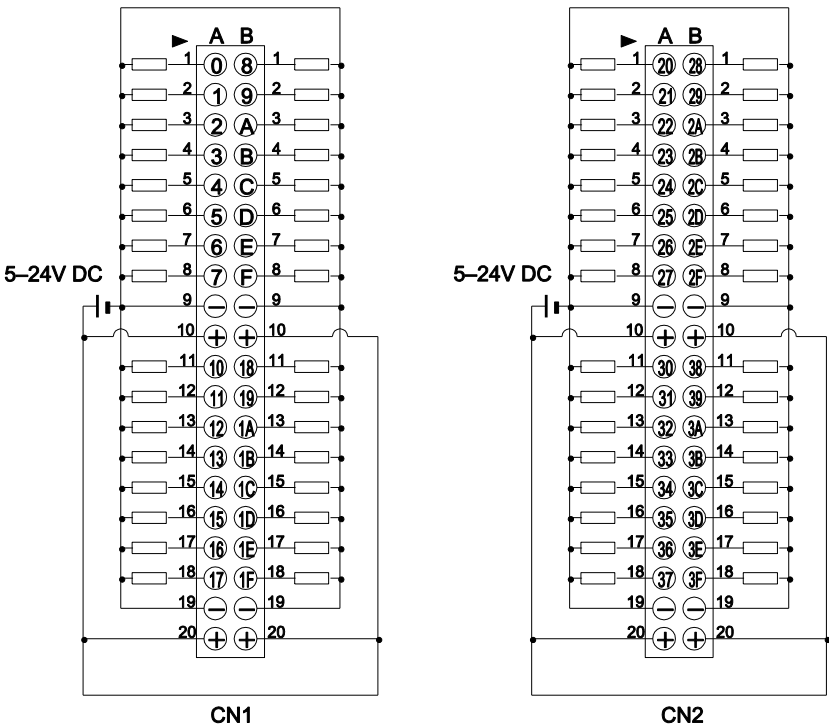 A B A B
1 0 8 1 1 20 28 1
2 1 9 2 2 21 29 2
3 2 A 3 3 22 2A 3
4 3 B 4 4 23 2B 4
5 4 C 5 5 24 2C 5
6 5 D 6 6 25 2D 6
7 6 E 7 7 26 2E 7
8 7 F 8 8 27 2F 8
5–24V DC 5–24V DC
9 − − 9 9 − − 9
10 + + 10 10 + + 10
11 10 18 11 11 30 38 11
12 11 19 12 12 31 39 12
13 12 1A 13 13 32 3A 13
14 13 1B 14 14 33 3B 14
15 14 1C 15 15 34 3C 15
16 15 1D 16 16 35 3D 16
17 16 1E 17 17 36 3E 17
18 17 1F 18 18 37 3F 18
19 − − 19 19 − − 19
20 + + 20 20 + + 20
CN1 CN2